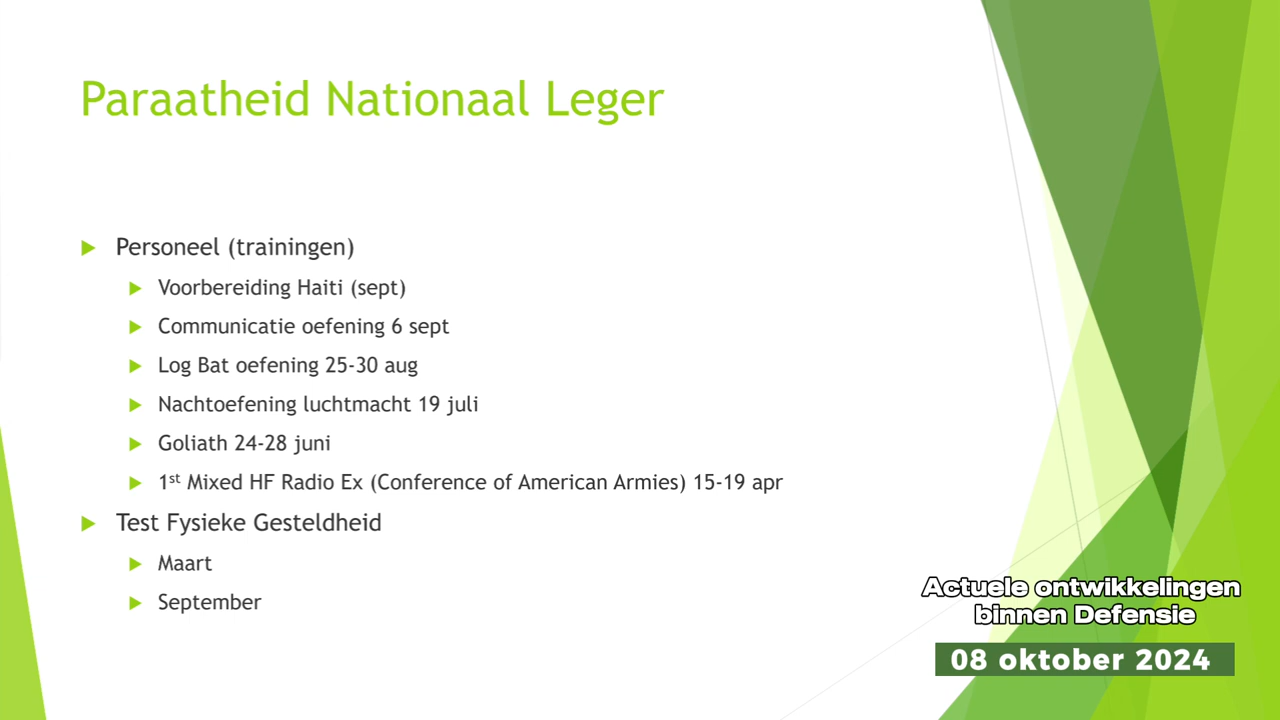 Paraatheid Nationaal Leger
Personeel (trainingen)
Voorbereiding Haiti (sept)
Communicatie oefening 6 sept
Log Bat oefening 25-30 aug
Nachtoefening luchtmacht 19 juli
Goliath 24-28 juni
1st Mixed HF Radio Ex (Conference of American Armies) 15-19 apr
Test Fysieke Gesteldheid
Maart
September
Actuele ontwikkelingen
binnen Defensie
08 oktober 2024